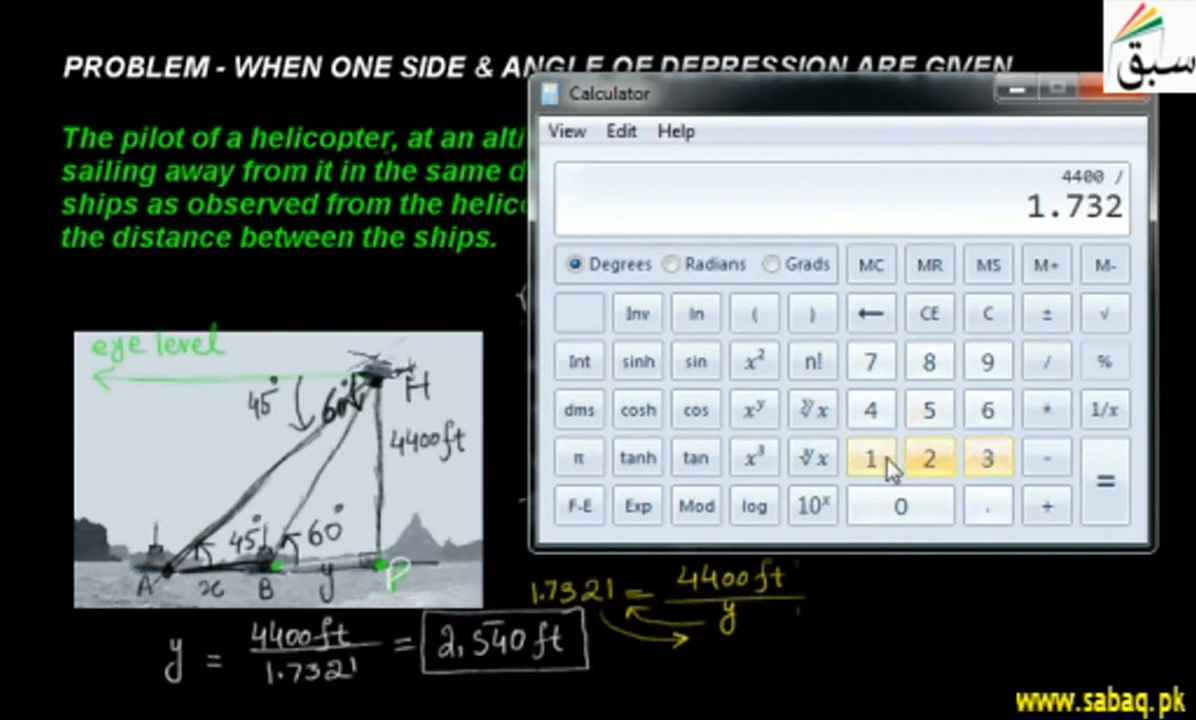 PROBLEM - WHEN ONE SIDE & ANGLE OF DEPRESSION ARE GIVEN
سبق
The pilot of a helicopter, at an alti
sailing away from it in the same d
ships as observed from the helico
the distance between the ships.
Calculator
View Edit Help
4400 /
1.732
Degrees Radians Grads MC MR MS M+ M-
Inv ln ( ) ← CE C ± √
Int sinh sin x² n! 7 8 9 / %
dms cosh cos xʸ ʸ√x 4 5 6 * 1/x
π tanh tan x³ ³√x 1 2 3 - =
F-E Exp Mod log 10ˣ 0 . +
eye level
45° 60° H
4400ft
45° 60°
A x B y P
1.7321 = 4400ft / y
y = 4400ft / 1.7321 = 2,540ft
www.sabaq.pk